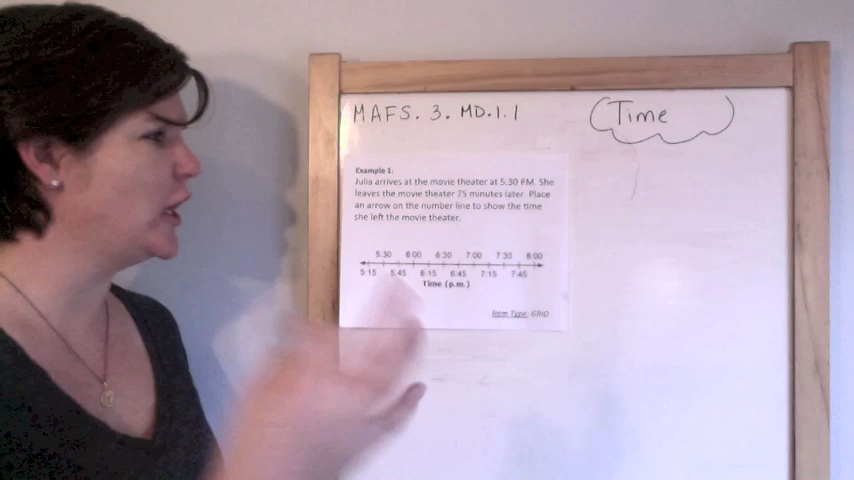 MAFS. 3. MD.1.1
Time
Example 1.
Julia arrives at the movie theater at 5:30 PM. She
leaves the movie theater 75 minutes later. Place
an arrow on the number line to show the time
she left the movie theater.
5:30 6:00 6:30 7:00 7:30 8:00
5:15 5:45 6:15 6:45 7:15 7:45
Time (p.m.)
Item Type: GRID